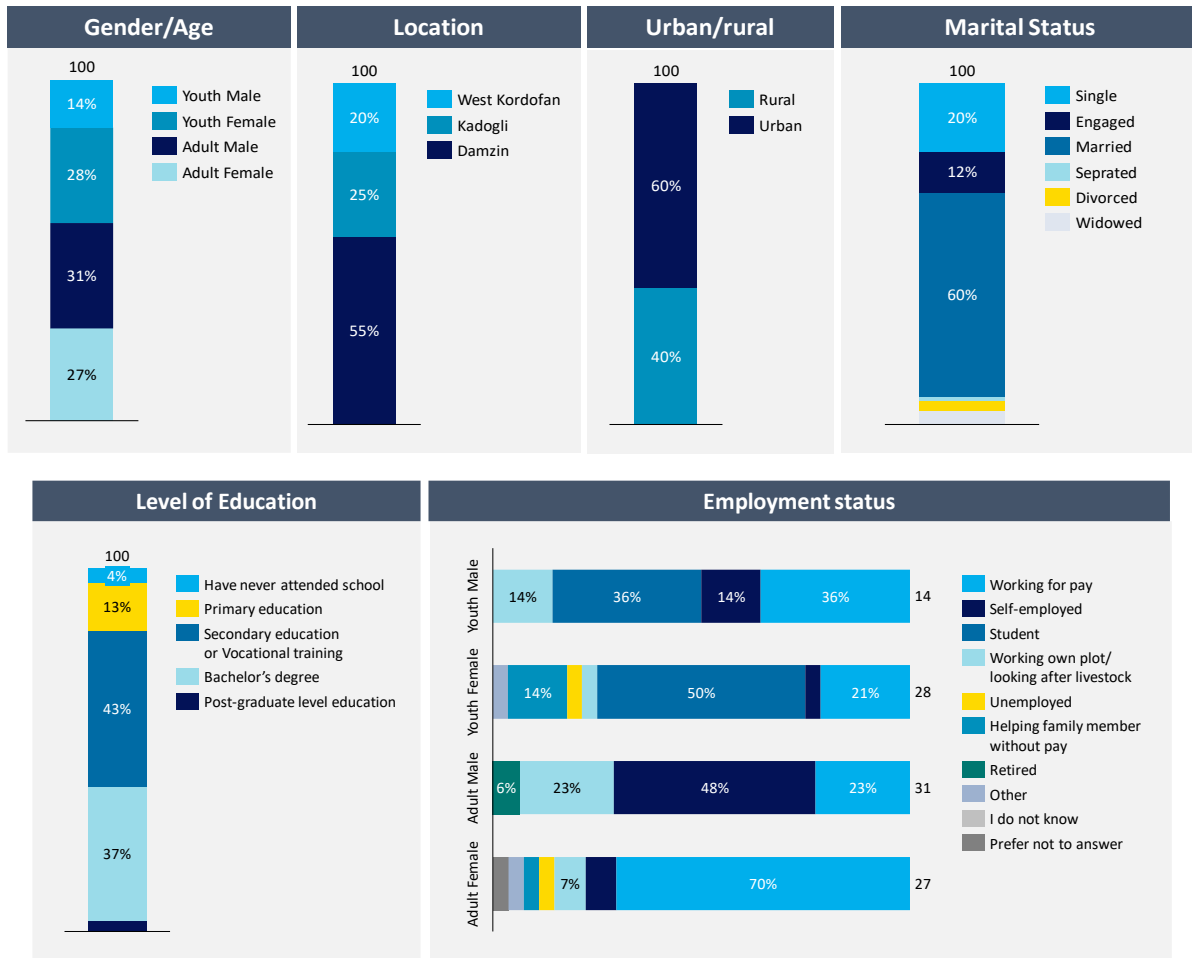 Gender/Age
100
14%
28%
31%
27%
Youth Male
Youth Female
Adult Male
Adult Female
Location
100
20%
25%
55%
West Kordofan
Kadogli
Damzin
Urban/rural
100
60%
40%
Rural
Urban
Marital Status
100
20%
12%
60%
Single
Engaged
Married
Seprated
Divorced
Widowed
Level of Education
100
4%
13%
43%
37%
Have never attended school
Primary education
Secondary education
or Vocational training
Bachelor's degree
Post-graduate level education
Employment status
Youth Male
14%
36%
14%
36%
14
Youth Female
14%
50%
21%
28
Adult Male
6%
23%
48%
23%
31
Adult Female
7%
70%
27
Working for pay
Self-employed
Student
Working own plot/
looking after livestock
Unemployed
Helping family member
without pay
Retired
Other
I do not know
Prefer not to answer